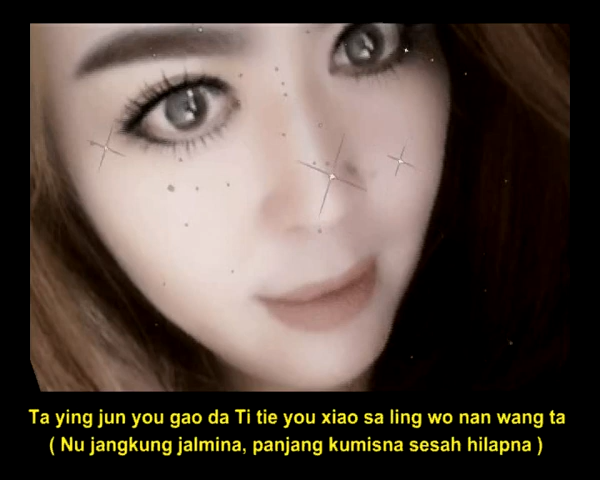 Ta ying jun you gao da Ti tie you xiao sa ling wo nan wang ta
( Nu jangkung jalmina, panjang kumisna sesah hilapna )